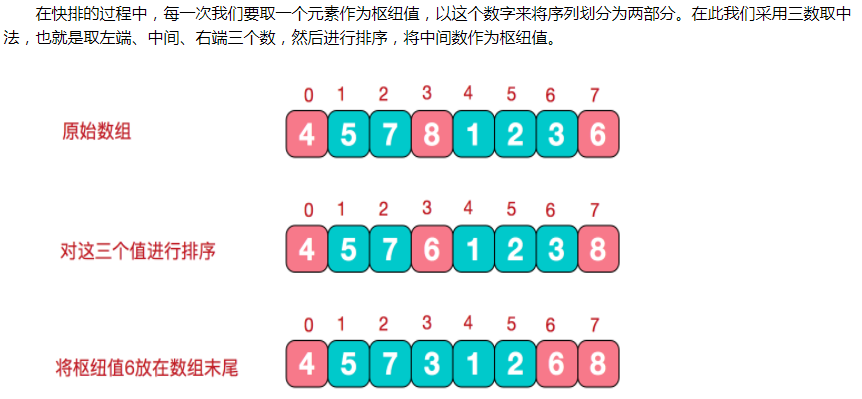 在快排的过程中，每一次我们要取一个元素作为枢纽值，以这个数字来将序列划分为两部分。在此我们采用三数取中
法，也就是取左端、中间、右端三个数，然后进行排序，将中间数作为枢纽值。
0 1 2 3 4 5 6 7
原始数组 4 5 7 8 1 2 3 6
0 1 2 3 4 5 6 7
对这三个值进行排序 4 5 7 6 1 2 3 8
0 1 2 3 4 5 6 7
将枢纽值6放在数组末尾 4 5 7 3 1 2 6 8